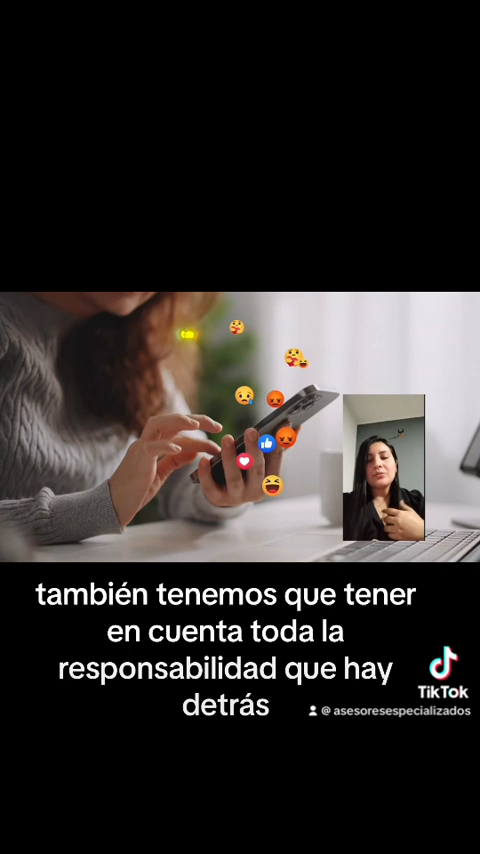 también tenemos que tener
en cuenta toda la
responsabilidad que hay
detrás
TikTok
@ asesoresespecializados